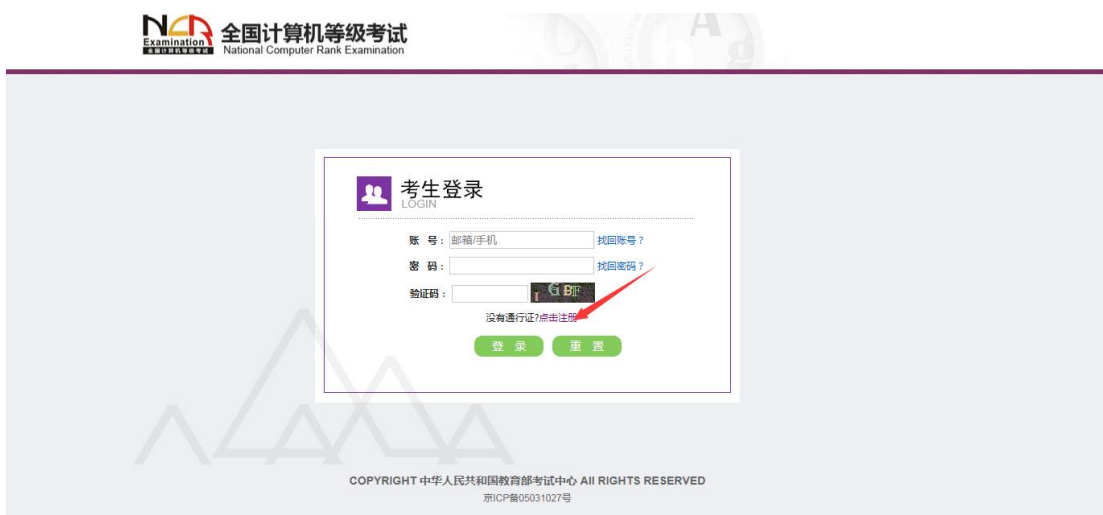 NCR
Examination
全国计算机等级考试
全国计算机等级考试
National Computer Rank Examination
A
g
考生登录
LOGIN
账 号：邮箱/手机 找回账号？
密 码： 找回密码？
验证码： I G B F
没有通行证?点击注册
登 录 重 置
COPYRIGHT 中华人民共和国教育部考试中心 All RIGHTS RESERVED
京ICP备05031027号